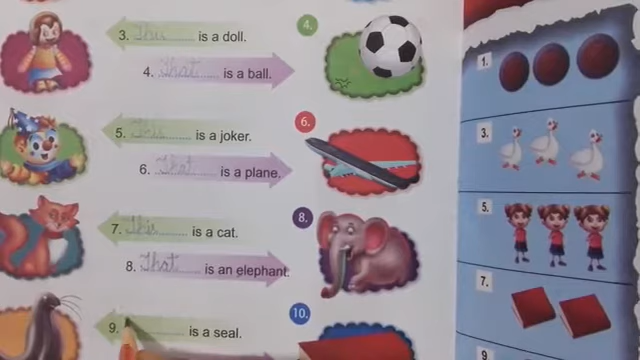 3. This is a doll.
4. That is a ball.
5. This is a joker.
6. That is a plane.
7. This is a cat.
8. That is an elephant.
9. is a seal.
4.
6.
8.
10.
1.
3.
5.
7.
9